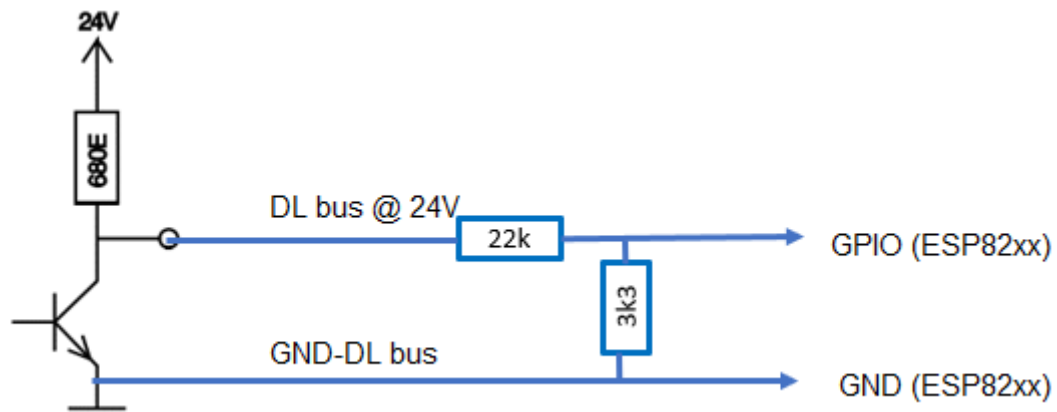 24V
680E
DL bus @ 24V
22k
GPIO (ESP82xx)
3k3
GND-DL bus
GND (ESP82xx)